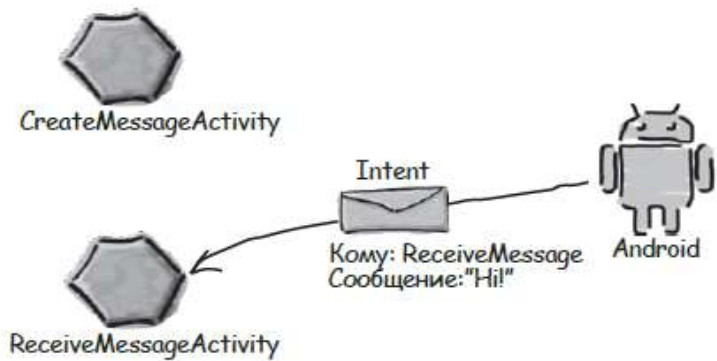 CreateMessageActivity
Intent
Кому: ReceiveMessage
Сообщение:"Hi!"
Android
ReceiveMessageActivity